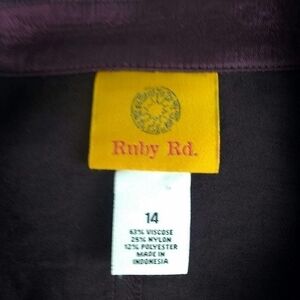 Ruby Rd.
14
63% VISCOSE
25% NYLON
12% POLYESTER
MADE IN
INDONESIA